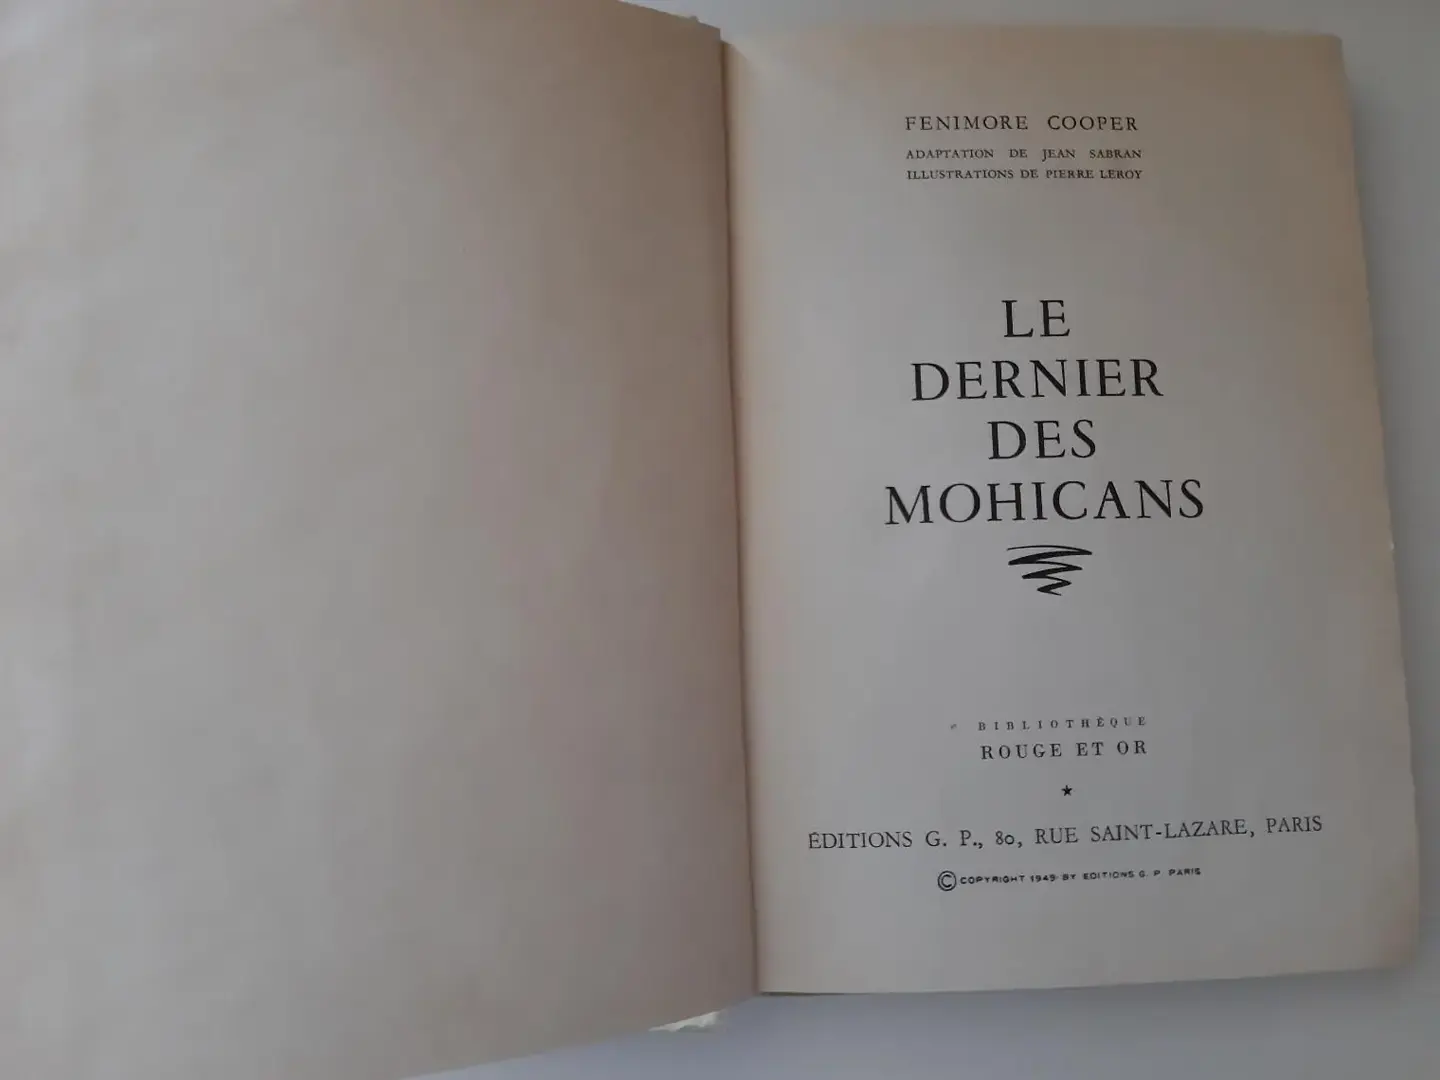 FENIMORE COOPER
ADAPTATION DE JEAN SABRAN
ILLUSTRATIONS DE PIERRE LEROY
LE
DERNIER
DES
MOHICANS
BIBLIOTHÈQUE
ROUGE ET OR
★
ÉDITIONS G. P., 80, RUE SAINT-LAZARE, PARIS
© COPYRIGHT 1949 BY EDITIONS G. P. PARIS